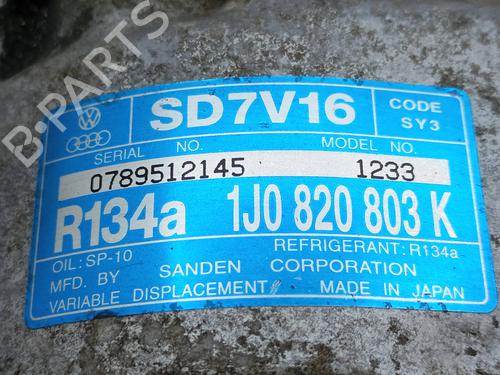 B-PARTS
SD7V16
CODE
SY3
SERIAL NO.
MODEL NO.
0789512145
1233
R134a
1J0 820 803 K
OIL:SP-10
REFRIGERANT:R134a
MFD. BY SANDEN CORPORATION
VARIABLE DISPLACEMENT MADE IN JAPAN